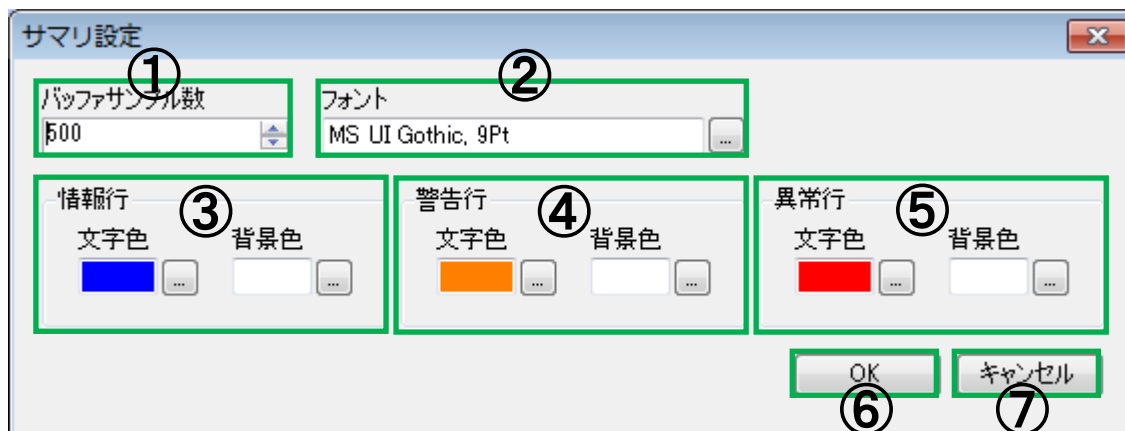 サマリ設定
① ②
バッファサンプル数 フォント
500 MS UI Gothic, 9Pt ...
情報行 ③ 警告行 ④ 異常行 ⑤
文字色 背景色 文字色 背景色 文字色 背景色
... ... ... ... ... ...
OK キャンセル
⑥ ⑦